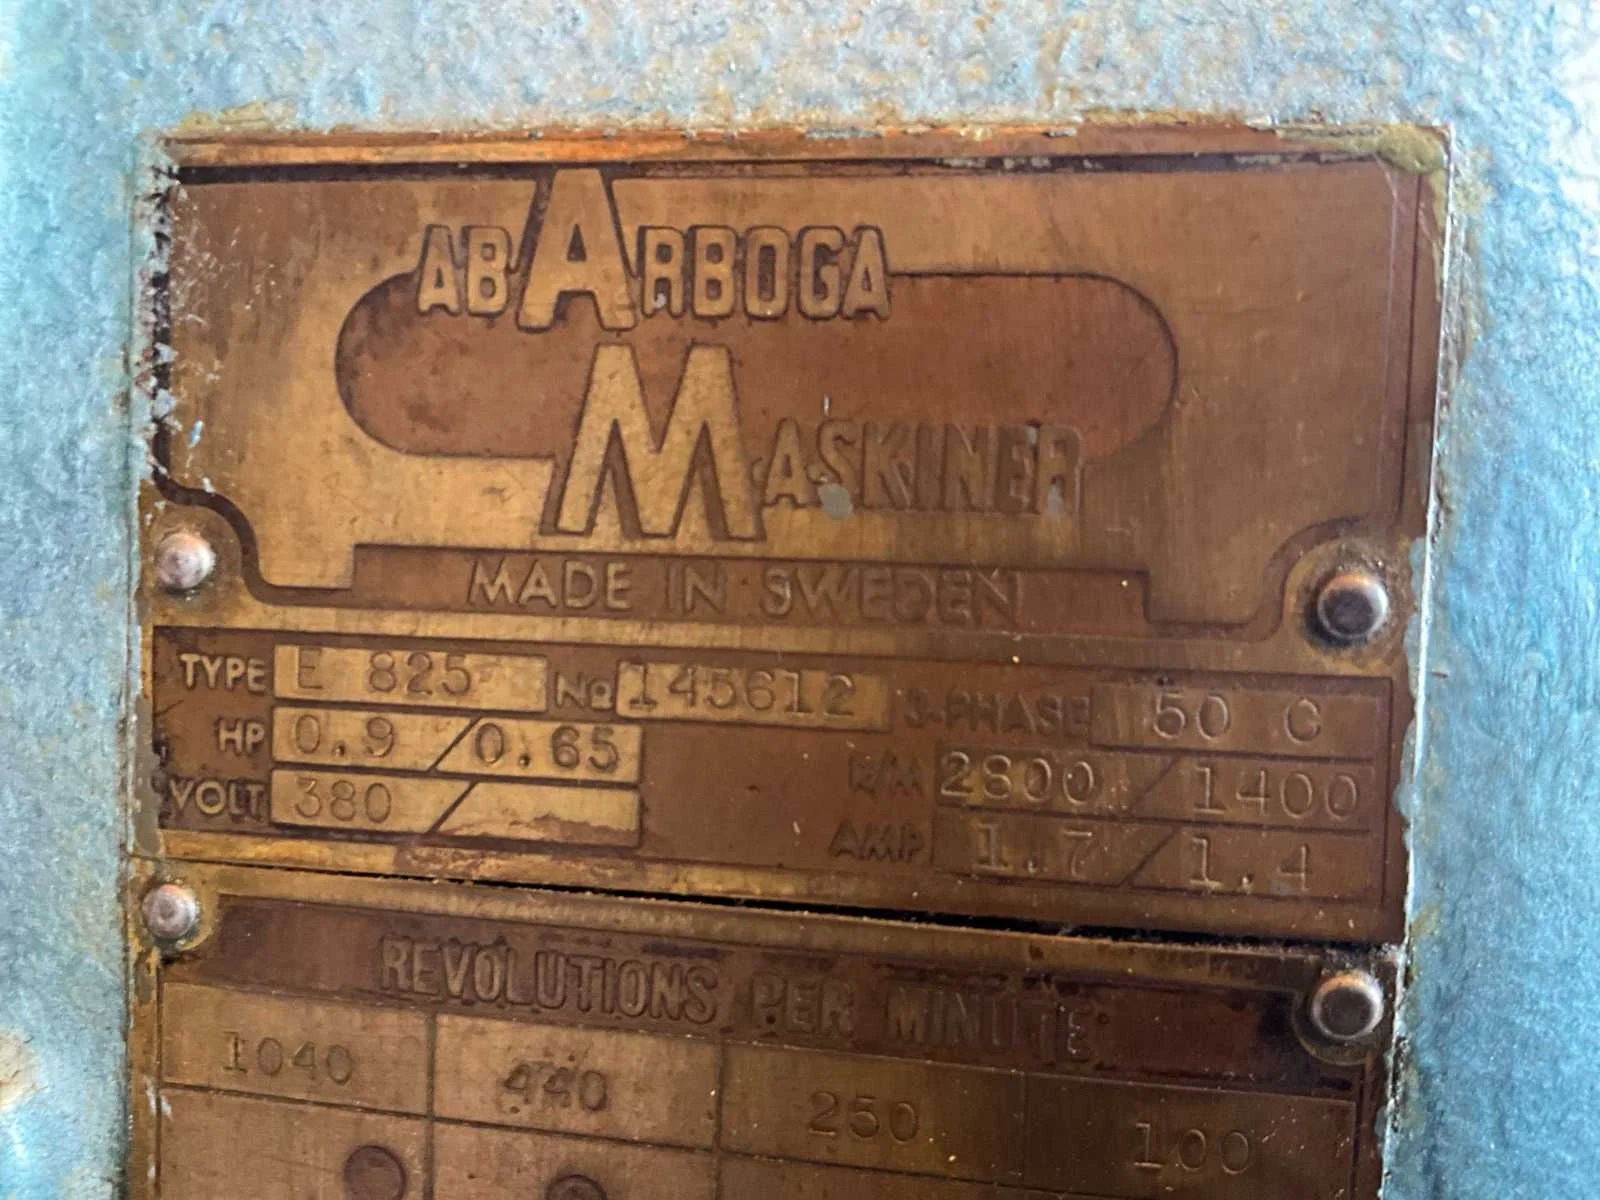 AB ARBOGA
MASKINER
MADE IN SWEDEN
TYPE E 825 No 145612 3-PHASE 50 C
HP 0.9 / 0.65 R/M 2800 / 1400
VOLT 380 / AMP 1.7 / 1.4
REVOLUTIONS PER MINUTE
1040 440 250 100